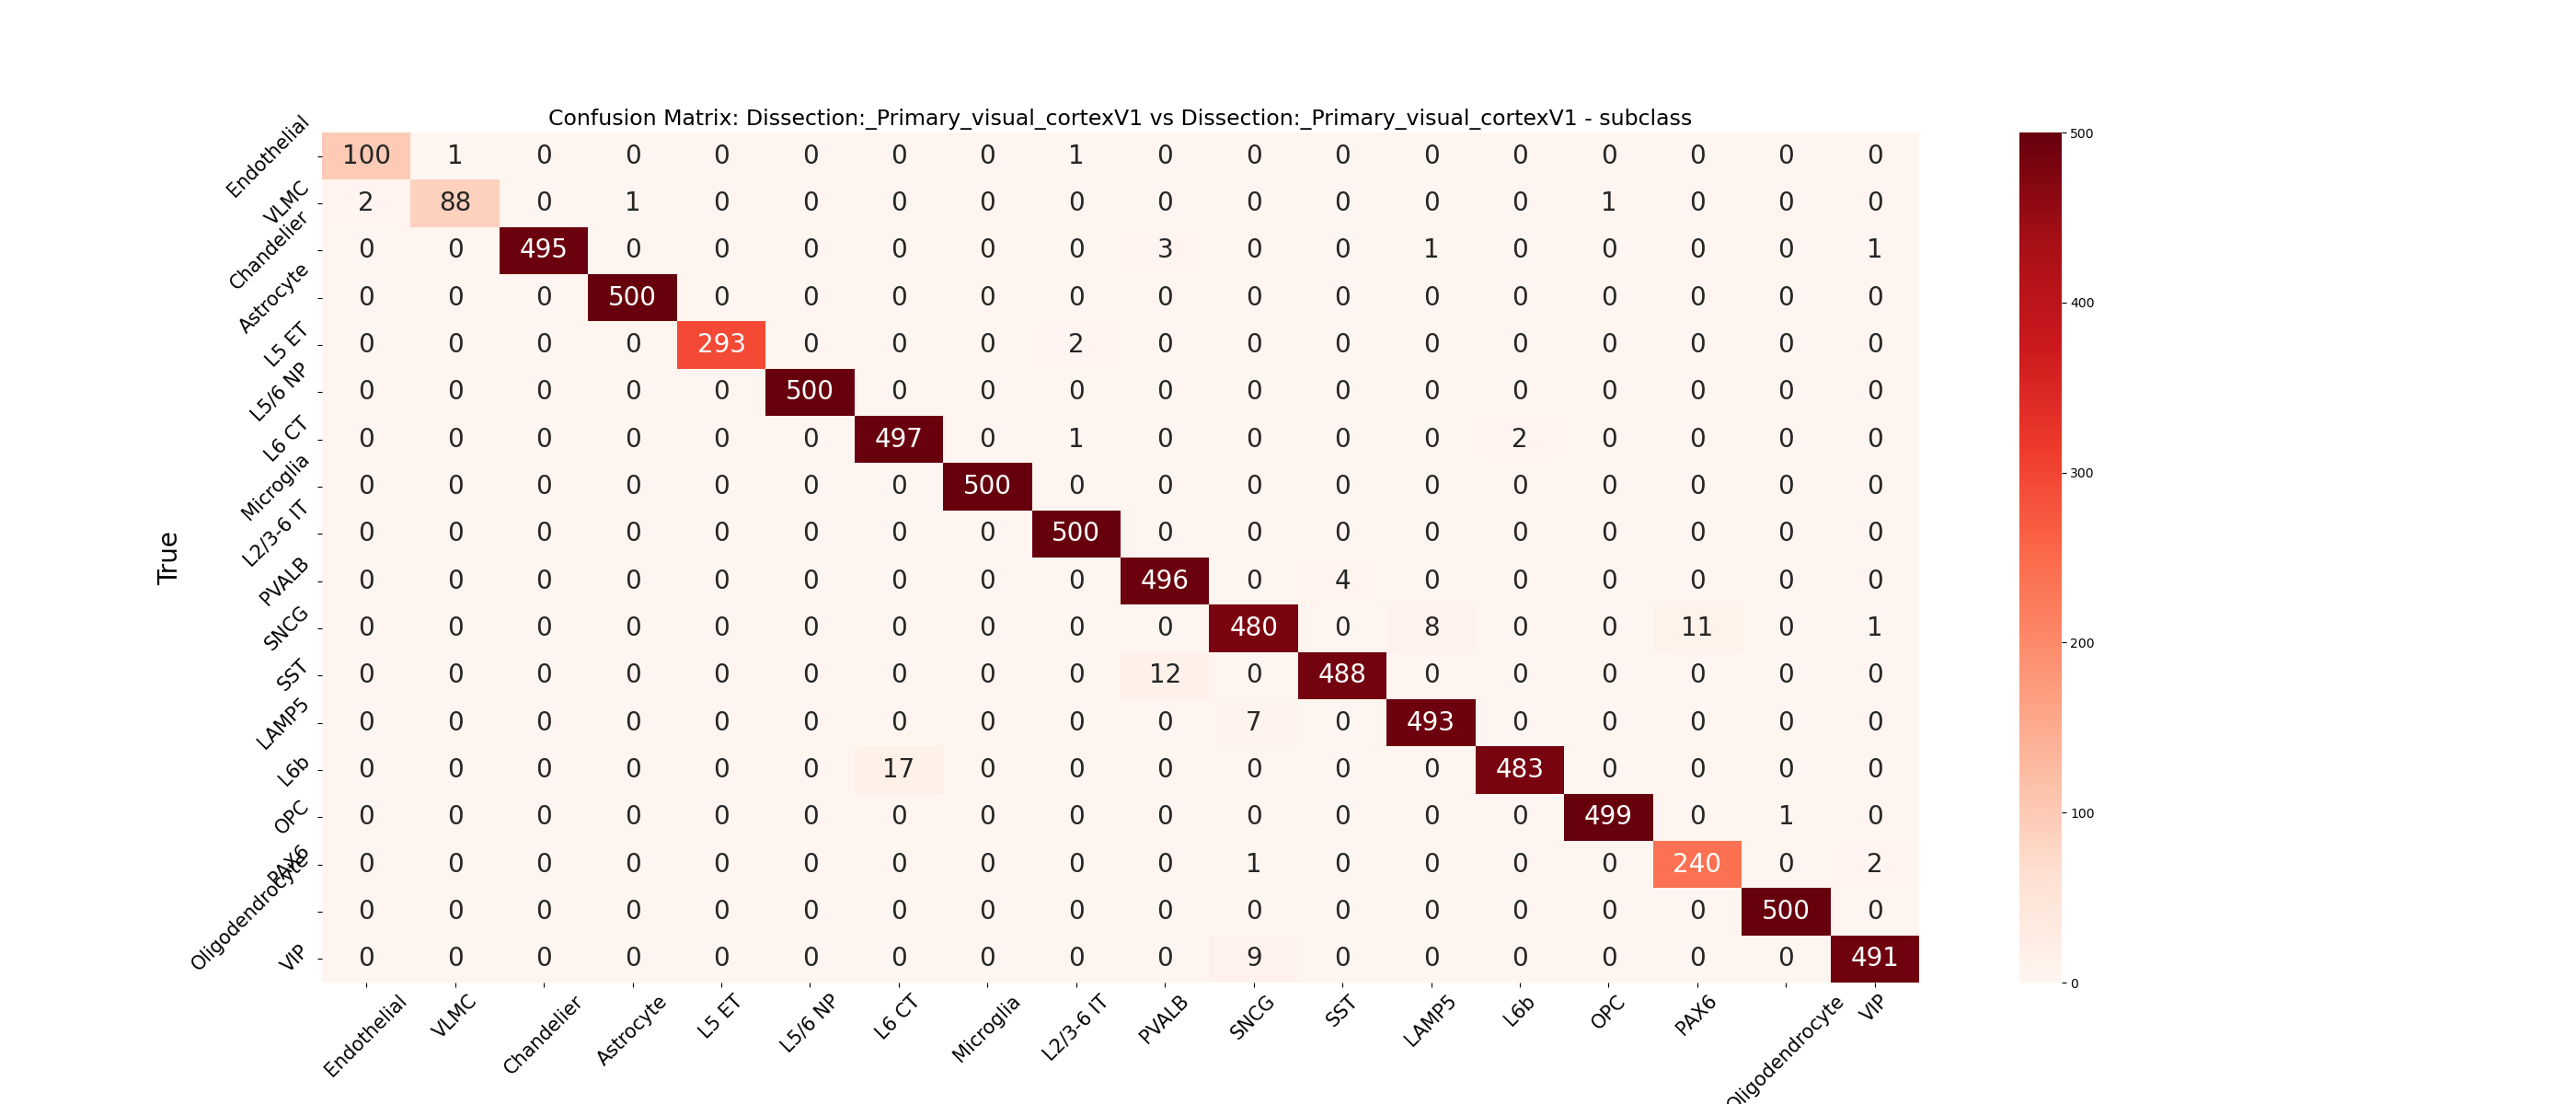 Confusion Matrix: Dissection:_Primary_visual_cortexV1 vs Dissection:_Primary_visual_cortexV1 - subclass
True
Endothelial 100 1 0 0 0 0 0 0 1 0 0 0 0 0 0 0 0 0
VLMC 2 88 0 1 0 0 0 0 0 0 0 0 0 0 1 0 0 0
Chandelier 0 0 495 0 0 0 0 0 0 3 0 0 1 0 0 0 0 1
Astrocyte 0 0 0 500 0 0 0 0 0 0 0 0 0 0 0 0 0 0
L5 ET 0 0 0 0 293 0 0 0 2 0 0 0 0 0 0 0 0 0
L5/6 NP 0 0 0 0 0 500 0 0 0 0 0 0 0 0 0 0 0 0
L6 CT 0 0 0 0 0 0 497 0 1 0 0 0 0 2 0 0 0 0
Microglia 0 0 0 0 0 0 0 500 0 0 0 0 0 0 0 0 0 0
L2/3-6 IT 0 0 0 0 0 0 0 0 500 0 0 0 0 0 0 0 0 0
PVALB 0 0 0 0 0 0 0 0 0 496 0 4 0 0 0 0 0 0
SNCG 0 0 0 0 0 0 0 0 0 0 480 0 8 0 0 11 0 1
SST 0 0 0 0 0 0 0 0 0 12 0 488 0 0 0 0 0 0
LAMP5 0 0 0 0 0 0 0 0 0 0 7 0 493 0 0 0 0 0
L6b 0 0 0 0 0 0 17 0 0 0 0 0 0 483 0 0 0 0
OPC 0 0 0 0 0 0 0 0 0 0 0 0 0 0 499 0 1 0
PAX6 0 0 0 0 0 0 0 0 0 0 1 0 0 0 0 240 0 2
Oligodendrocyte 0 0 0 0 0 0 0 0 0 0 0 0 0 0 0 0 500 0
VIP 0 0 0 0 0 0 0 0 0 0 9 0 0 0 0 0 0 491
Endothelial VLMC Chandelier Astrocyte L5 ET L5/6 NP L6 CT Microglia L2/3-6 IT PVALB SNCG SST LAMP5 L6b OPC PAX6 Oligodendrocyte VIP
500
400
300
200
100
0